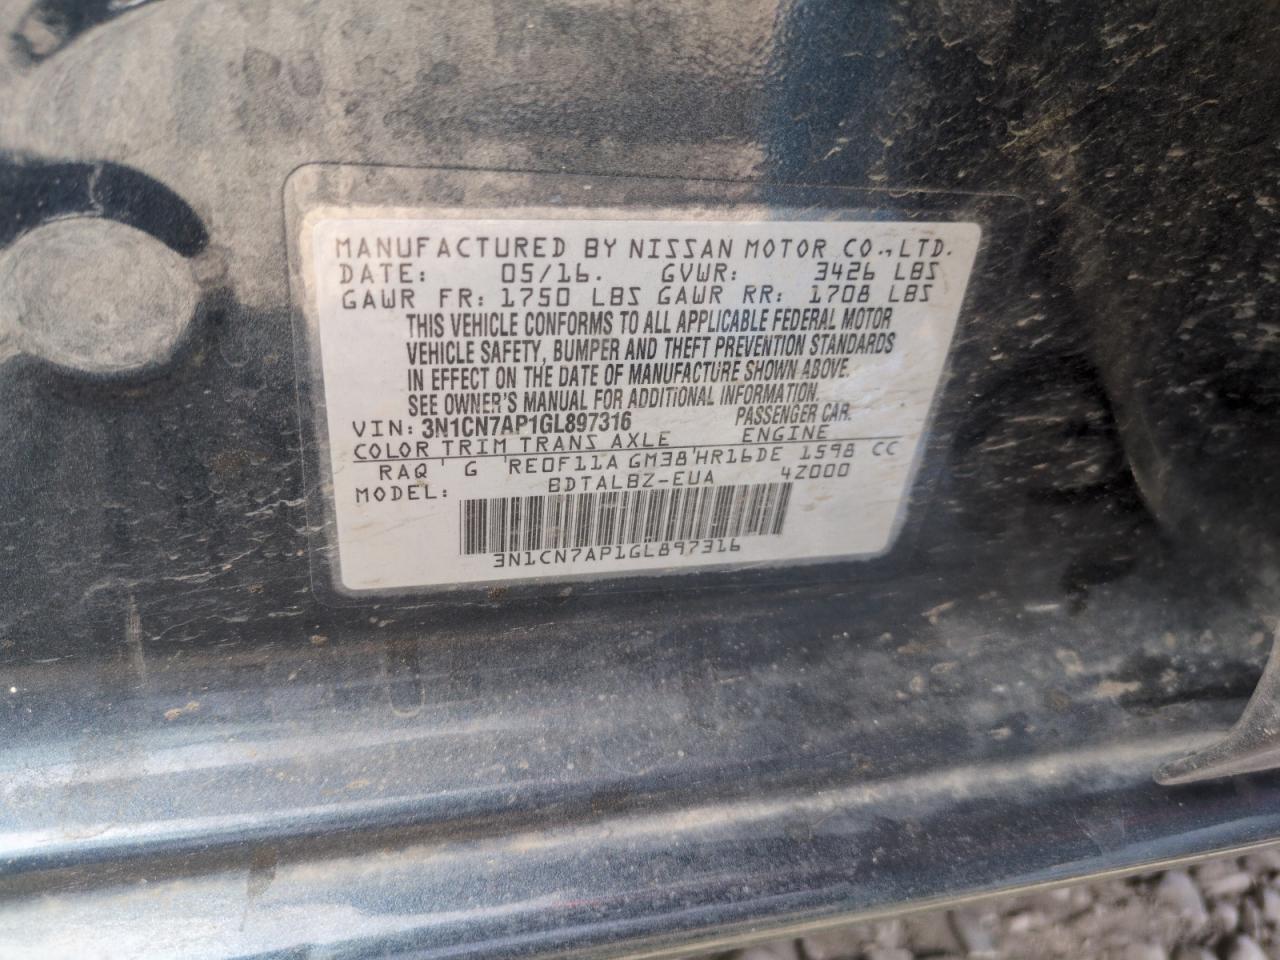 MANUFACTURED BY NISSAN MOTOR CO.,LTD.
DATE: 05/16. GVWR: 3426 LBS
GAWR FR: 1750 LBS GAWR RR: 1708 LBS
THIS VEHICLE CONFORMS TO ALL APPLICABLE FEDERAL MOTOR
VEHICLE SAFETY, BUMPER AND THEFT PREVENTION STANDARDS
IN EFFECT ON THE DATE OF MANUFACTURE SHOWN ABOVE.
SEE OWNER'S MANUAL FOR ADDITIONAL INFORMATION.
VIN: 3N1CN7AP1GL897316 PASSENGER CAR.
COLOR TRIM TRANS AXLE ENGINE
RAQ ' G 'RE0F11A GM38'HR16DE 1598 CC
MODEL: BDTALBZ-EUA 4Z000
3N1CN7AP1GL897316